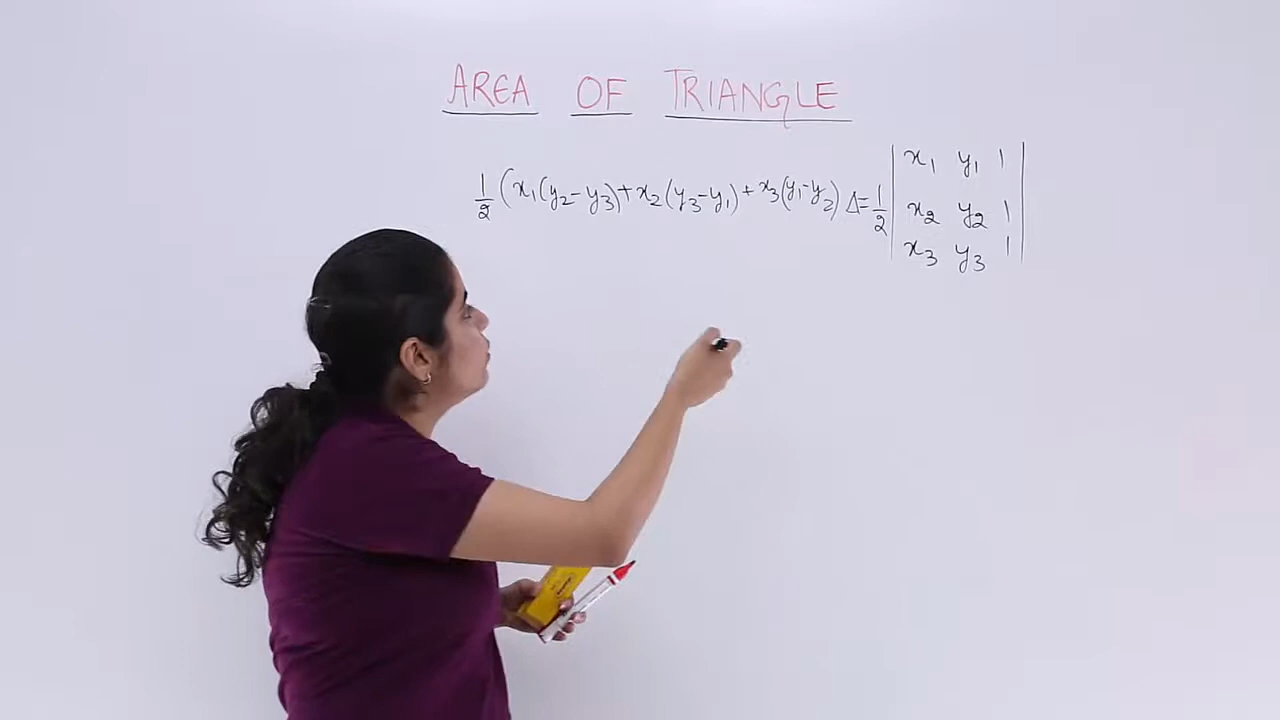 AREA OF TRIANGLE
1/2 (x₁(y₂-y₃)+x₂(y₃-y₁)+x₃(y₁-y₂) Δ=1/2 | x₁ y₁ 1 |
| x₂ y₂ 1 |
| x₃ y₃ 1 |